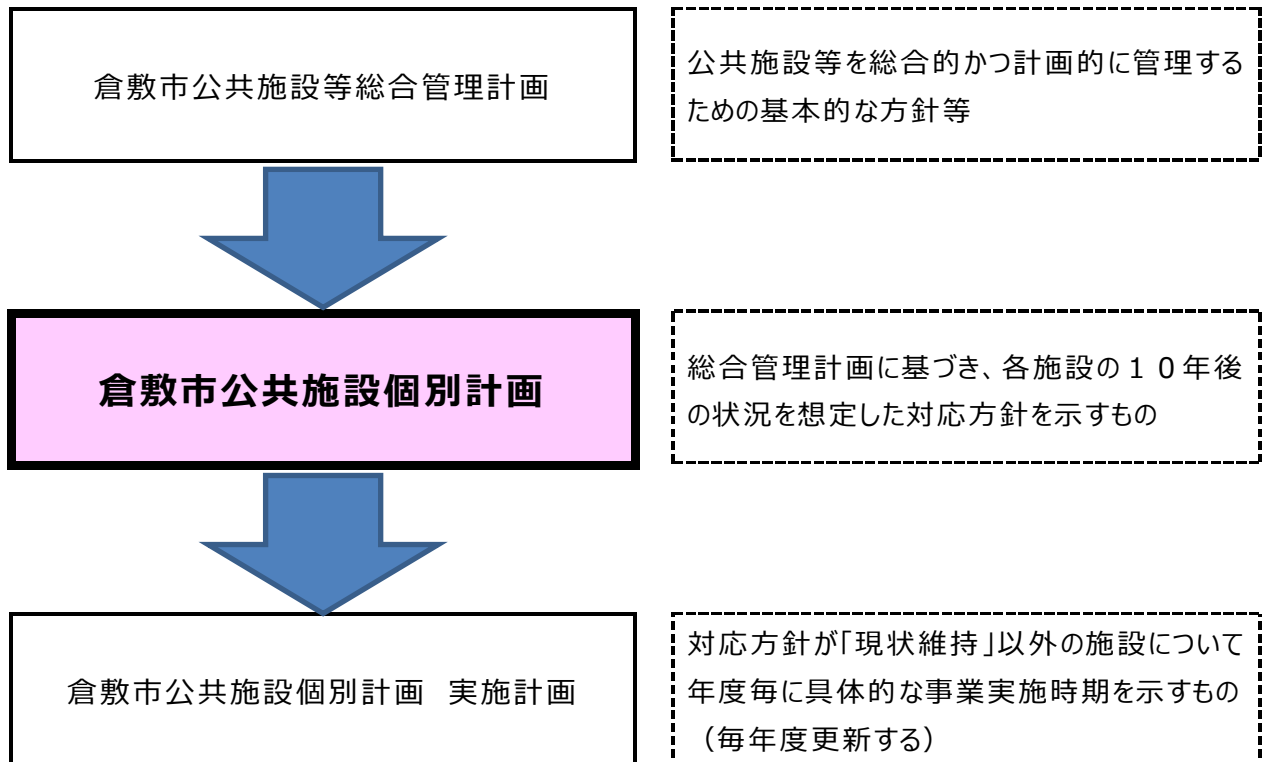 倉敷市公共施設等総合管理計画
公共施設等を総合的かつ計画的に管理する
ための基本的な方針等
倉敷市公共施設個別計画
総合管理計画に基づき、各施設の10年後
の状況を想定した対応方針を示すもの
倉敷市公共施設個別計画 実施計画
対応方針が「現状維持」以外の施設について
年度毎に具体的な事業実施時期を示すもの
(毎年度更新する)